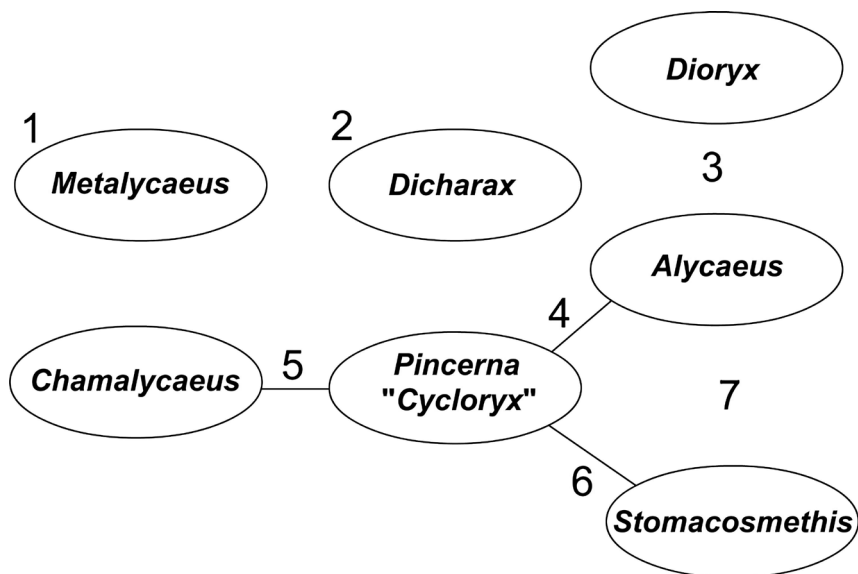 Dioryx
1
2
Metalycaeus
Dicharax
3
Alycaeus
4
Chamalycaeus
5
Pincerna
"Cycloryx"
7
6
Stomacosmethis